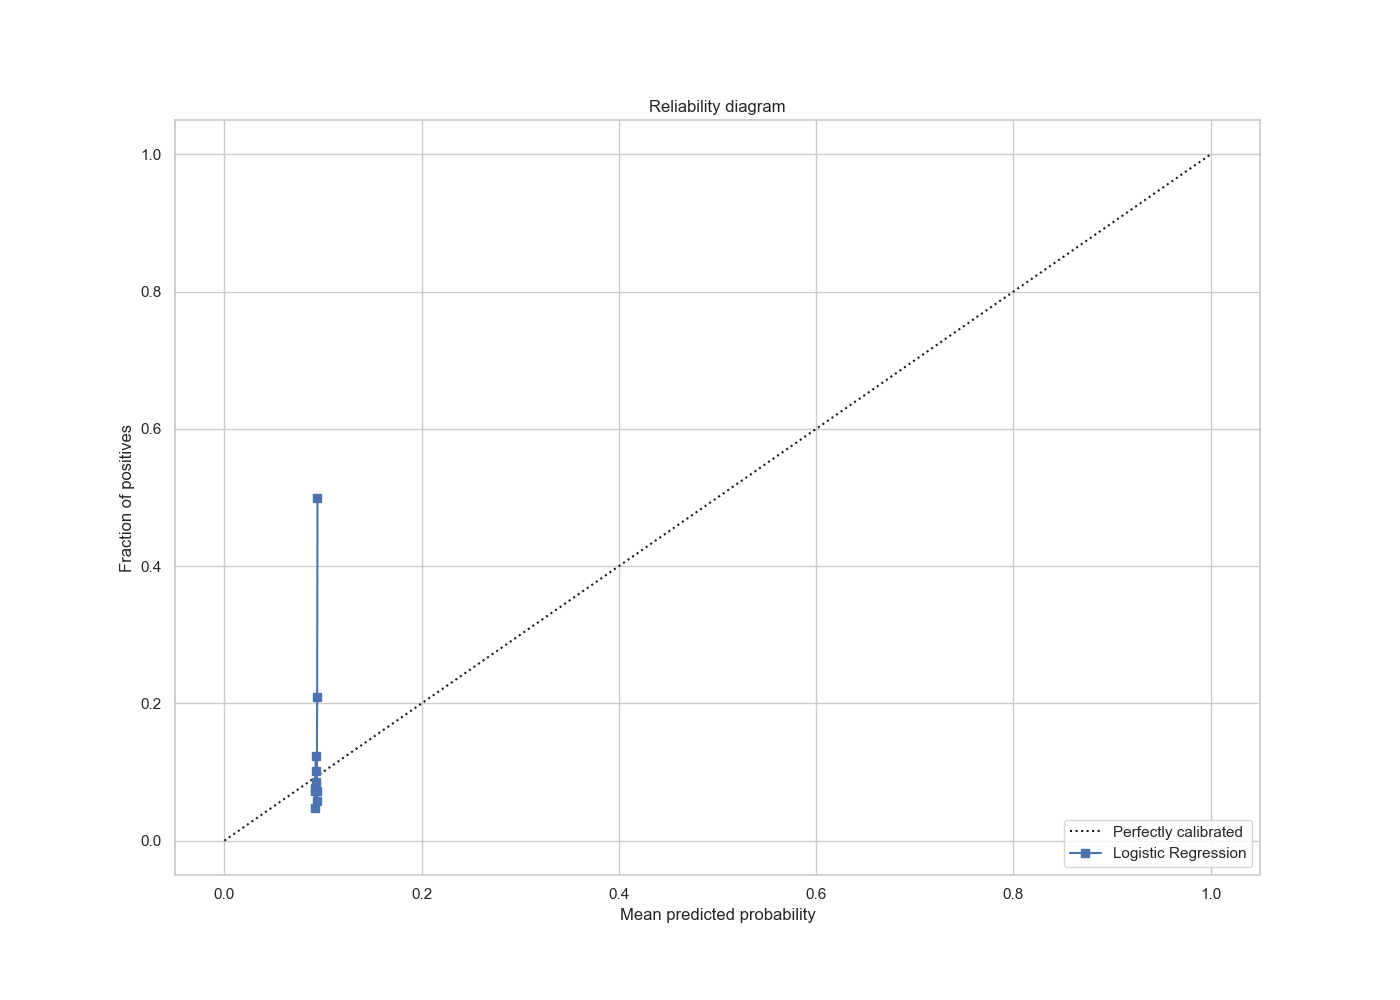 Reliability diagram
1.0
0.8
0.6
0.4
0.2
0.0
Fraction of positives
0.0 0.2 0.4 0.6 0.8 1.0
Mean predicted probability
Perfectly calibrated
Logistic Regression